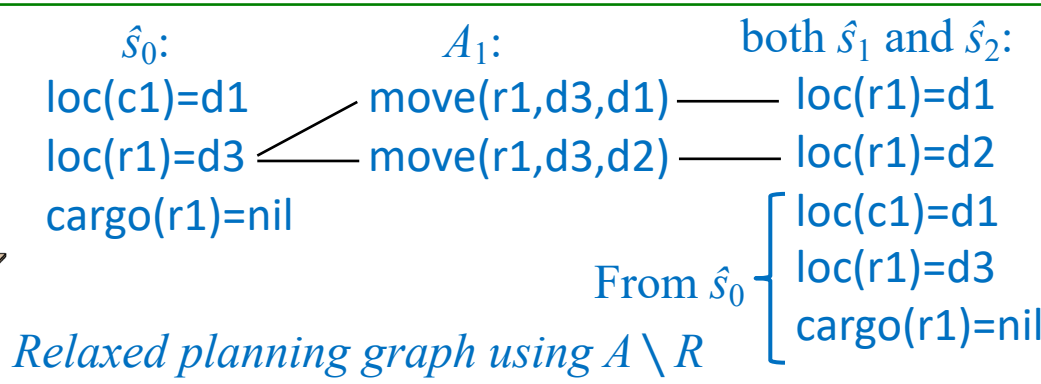 ŝ₀: A₁: both ŝ₁ and ŝ₂:
loc(c1)=d1 move(r1,d3,d1) loc(r1)=d1
loc(r1)=d3 move(r1,d3,d2) loc(r1)=d2
cargo(r1)=nil loc(c1)=d1
From ŝ₀ loc(r1)=d3
cargo(r1)=nil
Relaxed planning graph using A \ R